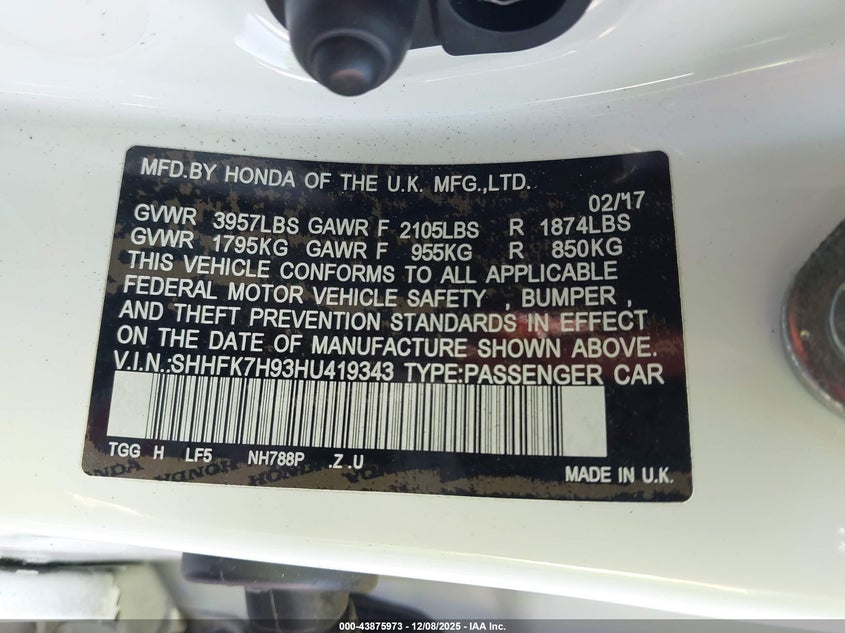 MFD.BY HONDA OF THE U.K. MFG.,LTD.
02/17
GVWR 3957LBS GAWR F 2105LBS R 1874LBS
GVWR 1795KG GAWR F 955KG R 850KG
THIS VEHICLE CONFORMS TO ALL APPLICABLE
FEDERAL MOTOR VEHICLE SAFETY , BUMPER ,
AND THEFT PREVENTION STANDARDS IN EFFECT
ON THE DATE OF MANUFACTURE SHOWN ABOVE.
V.I.N.:SHHFK7H93HU419343 TYPE:PASSENGER CAR
TGG H LF5 NH788P .Z .U
HONDA HONDA HONDA
MADE IN U.K.
000-43875973 | 12/08/2025 - IAA Inc.